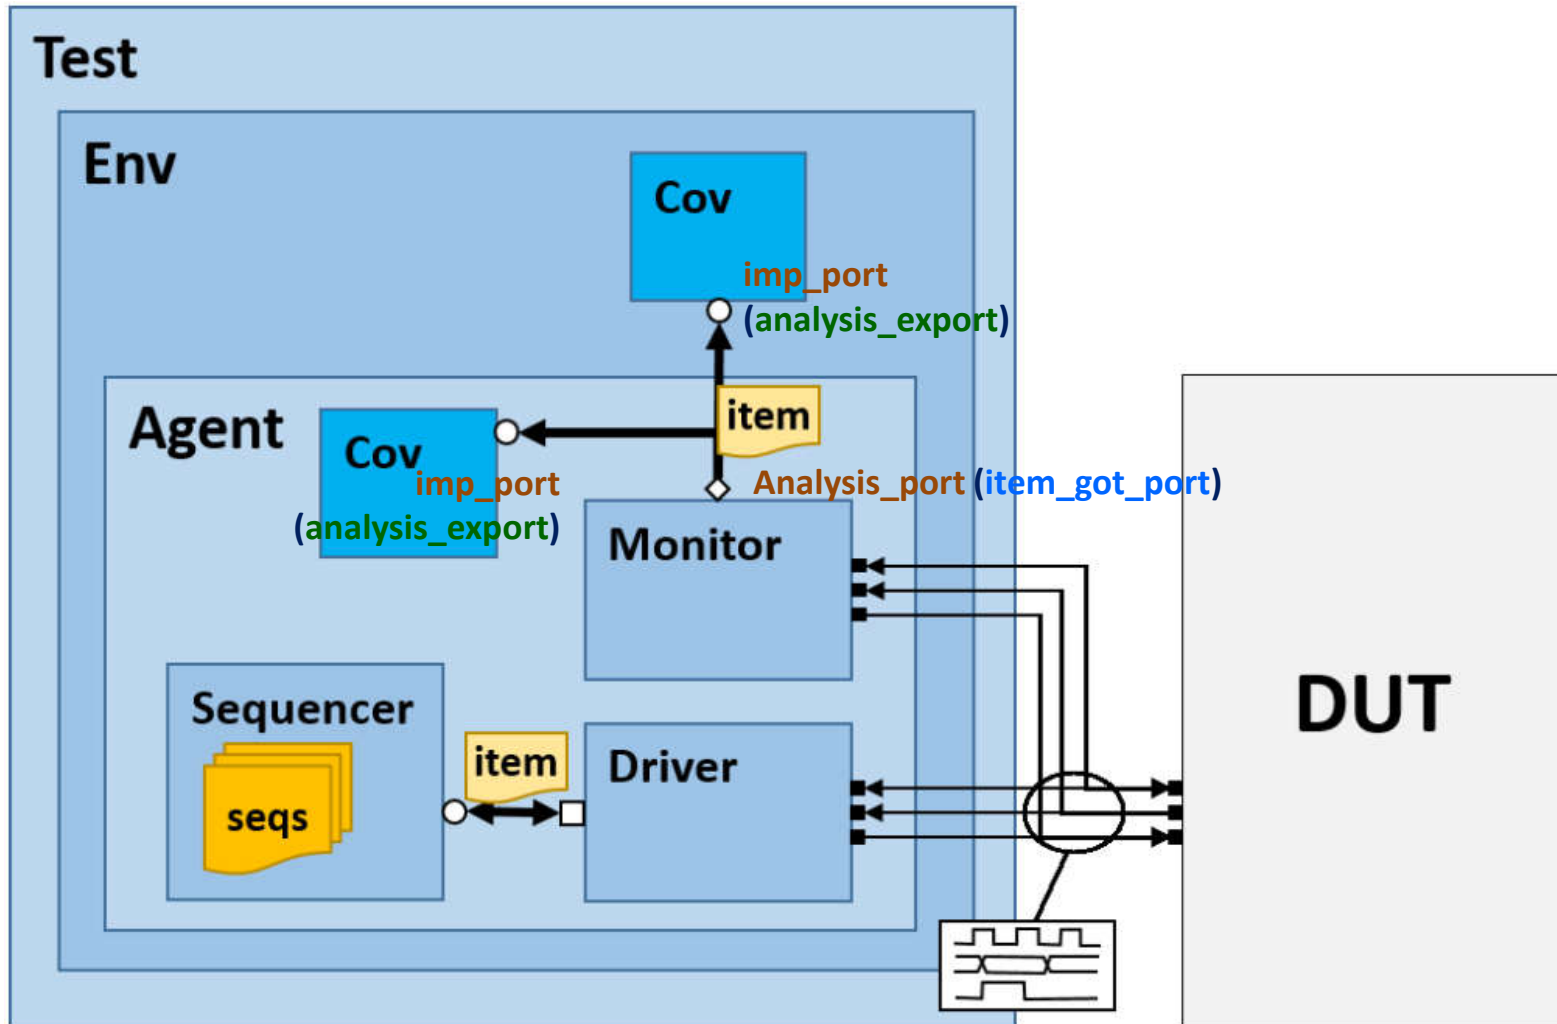 Test
Env
Cov
imp_port
(analysis_export)
item
Agent
Cov
imp_port
(analysis_export)
Analysis_port (item_got_port)
Monitor
Sequencer
seqs
item
Driver
DUT